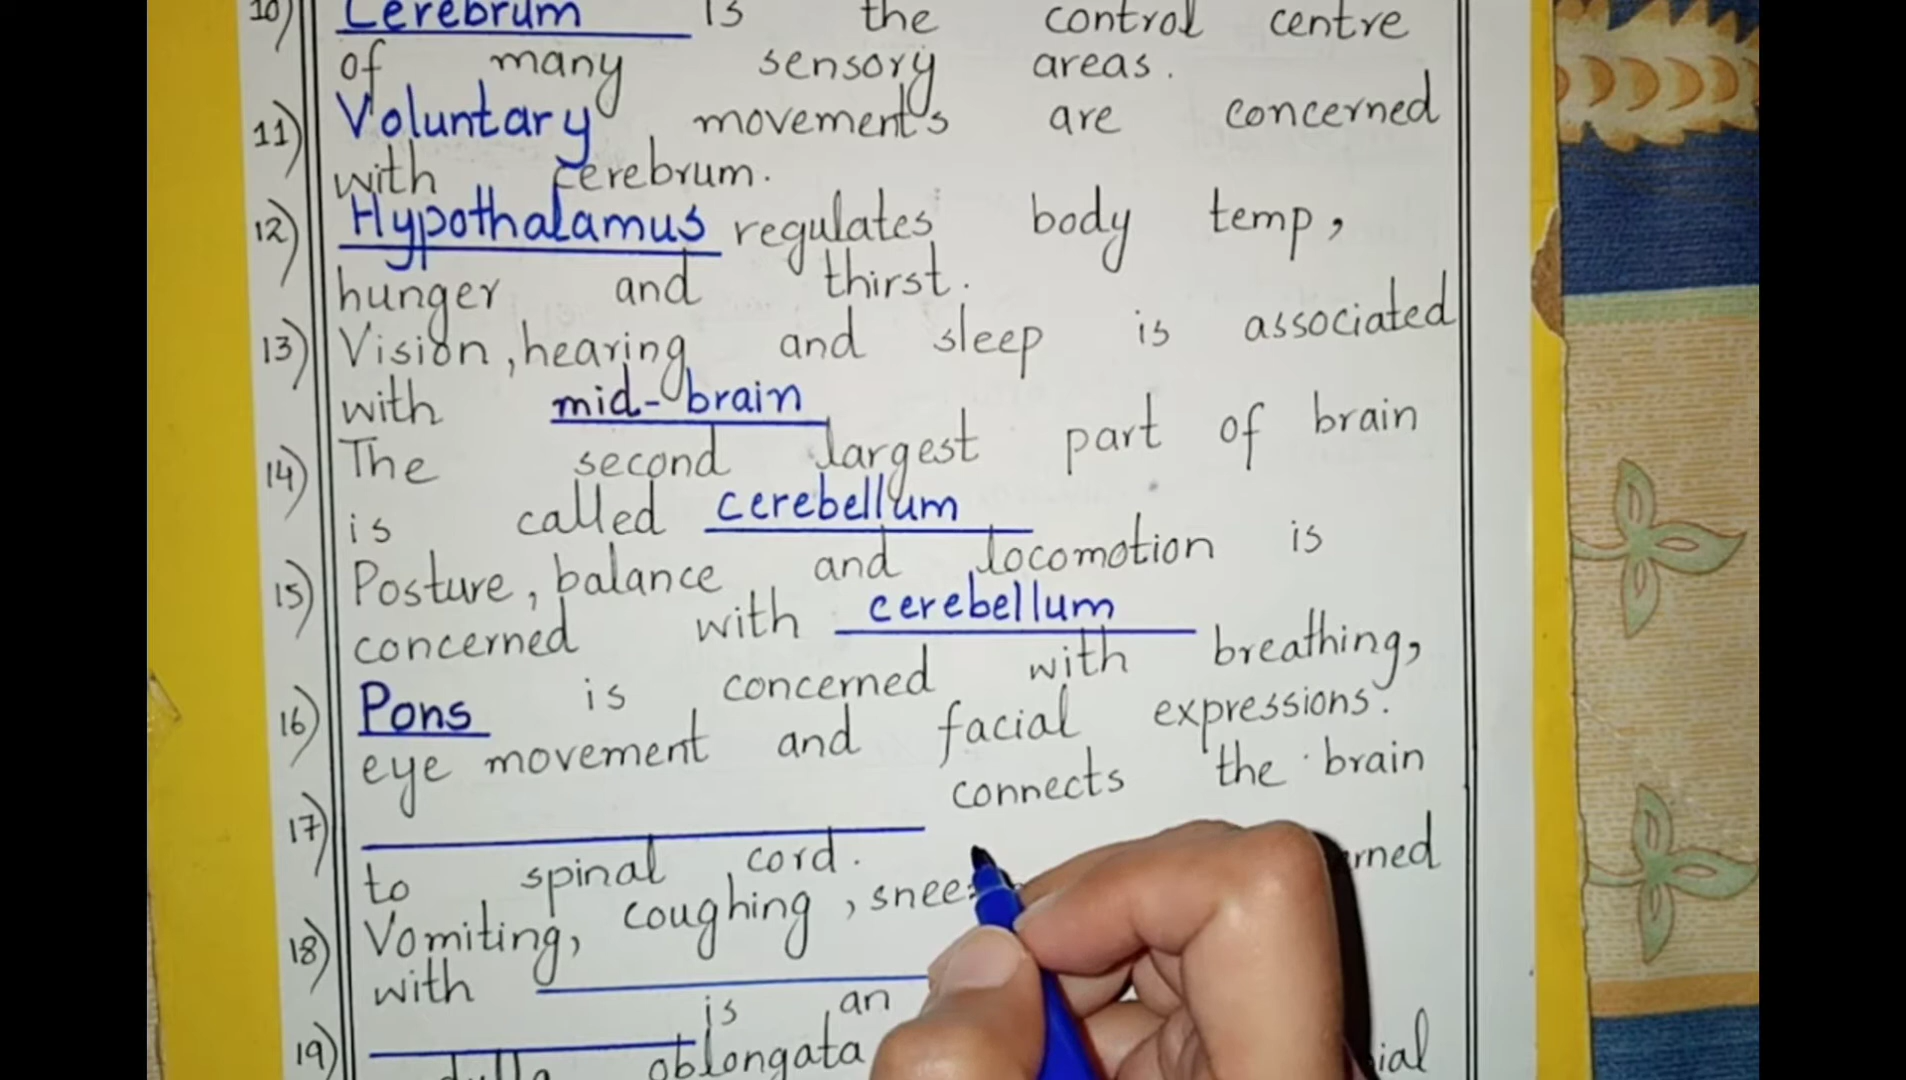 10) Cerebrum is the control centre
of many sensory areas.
11) Voluntary movements are concerned
with cerebrum.
12) Hypothalamus regulates body temp,
hunger and thirst.
13) Vision, hearing and sleep is associated
with mid-brain
14) The second largest part of brain
is called cerebellum
15) Posture, balance and locomotion is
concerned with cerebellum
16) Pons is concerned with breathing,
eye movement and facial expressions.
17) connects the brain
to spinal cord.
18) Vomiting, coughing,
with
19) is an
oblongata